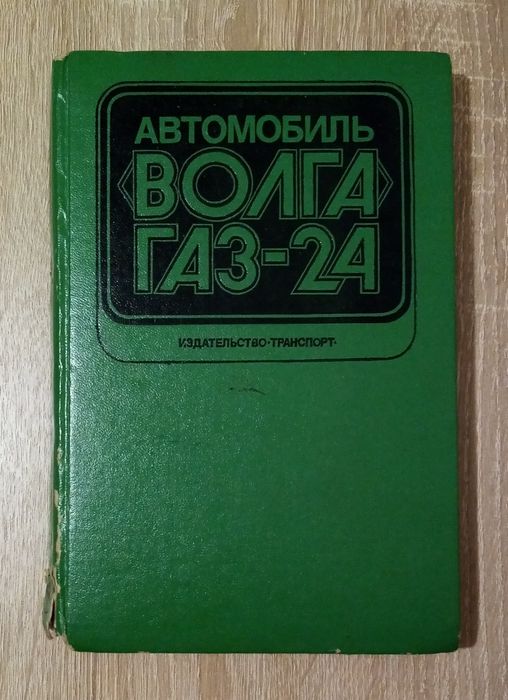 АВТОМОБИЛЬ
«ВОЛГА»
ГАЗ-24
ИЗДАТЕЛЬСТВО·ТРАНСПОРТ·